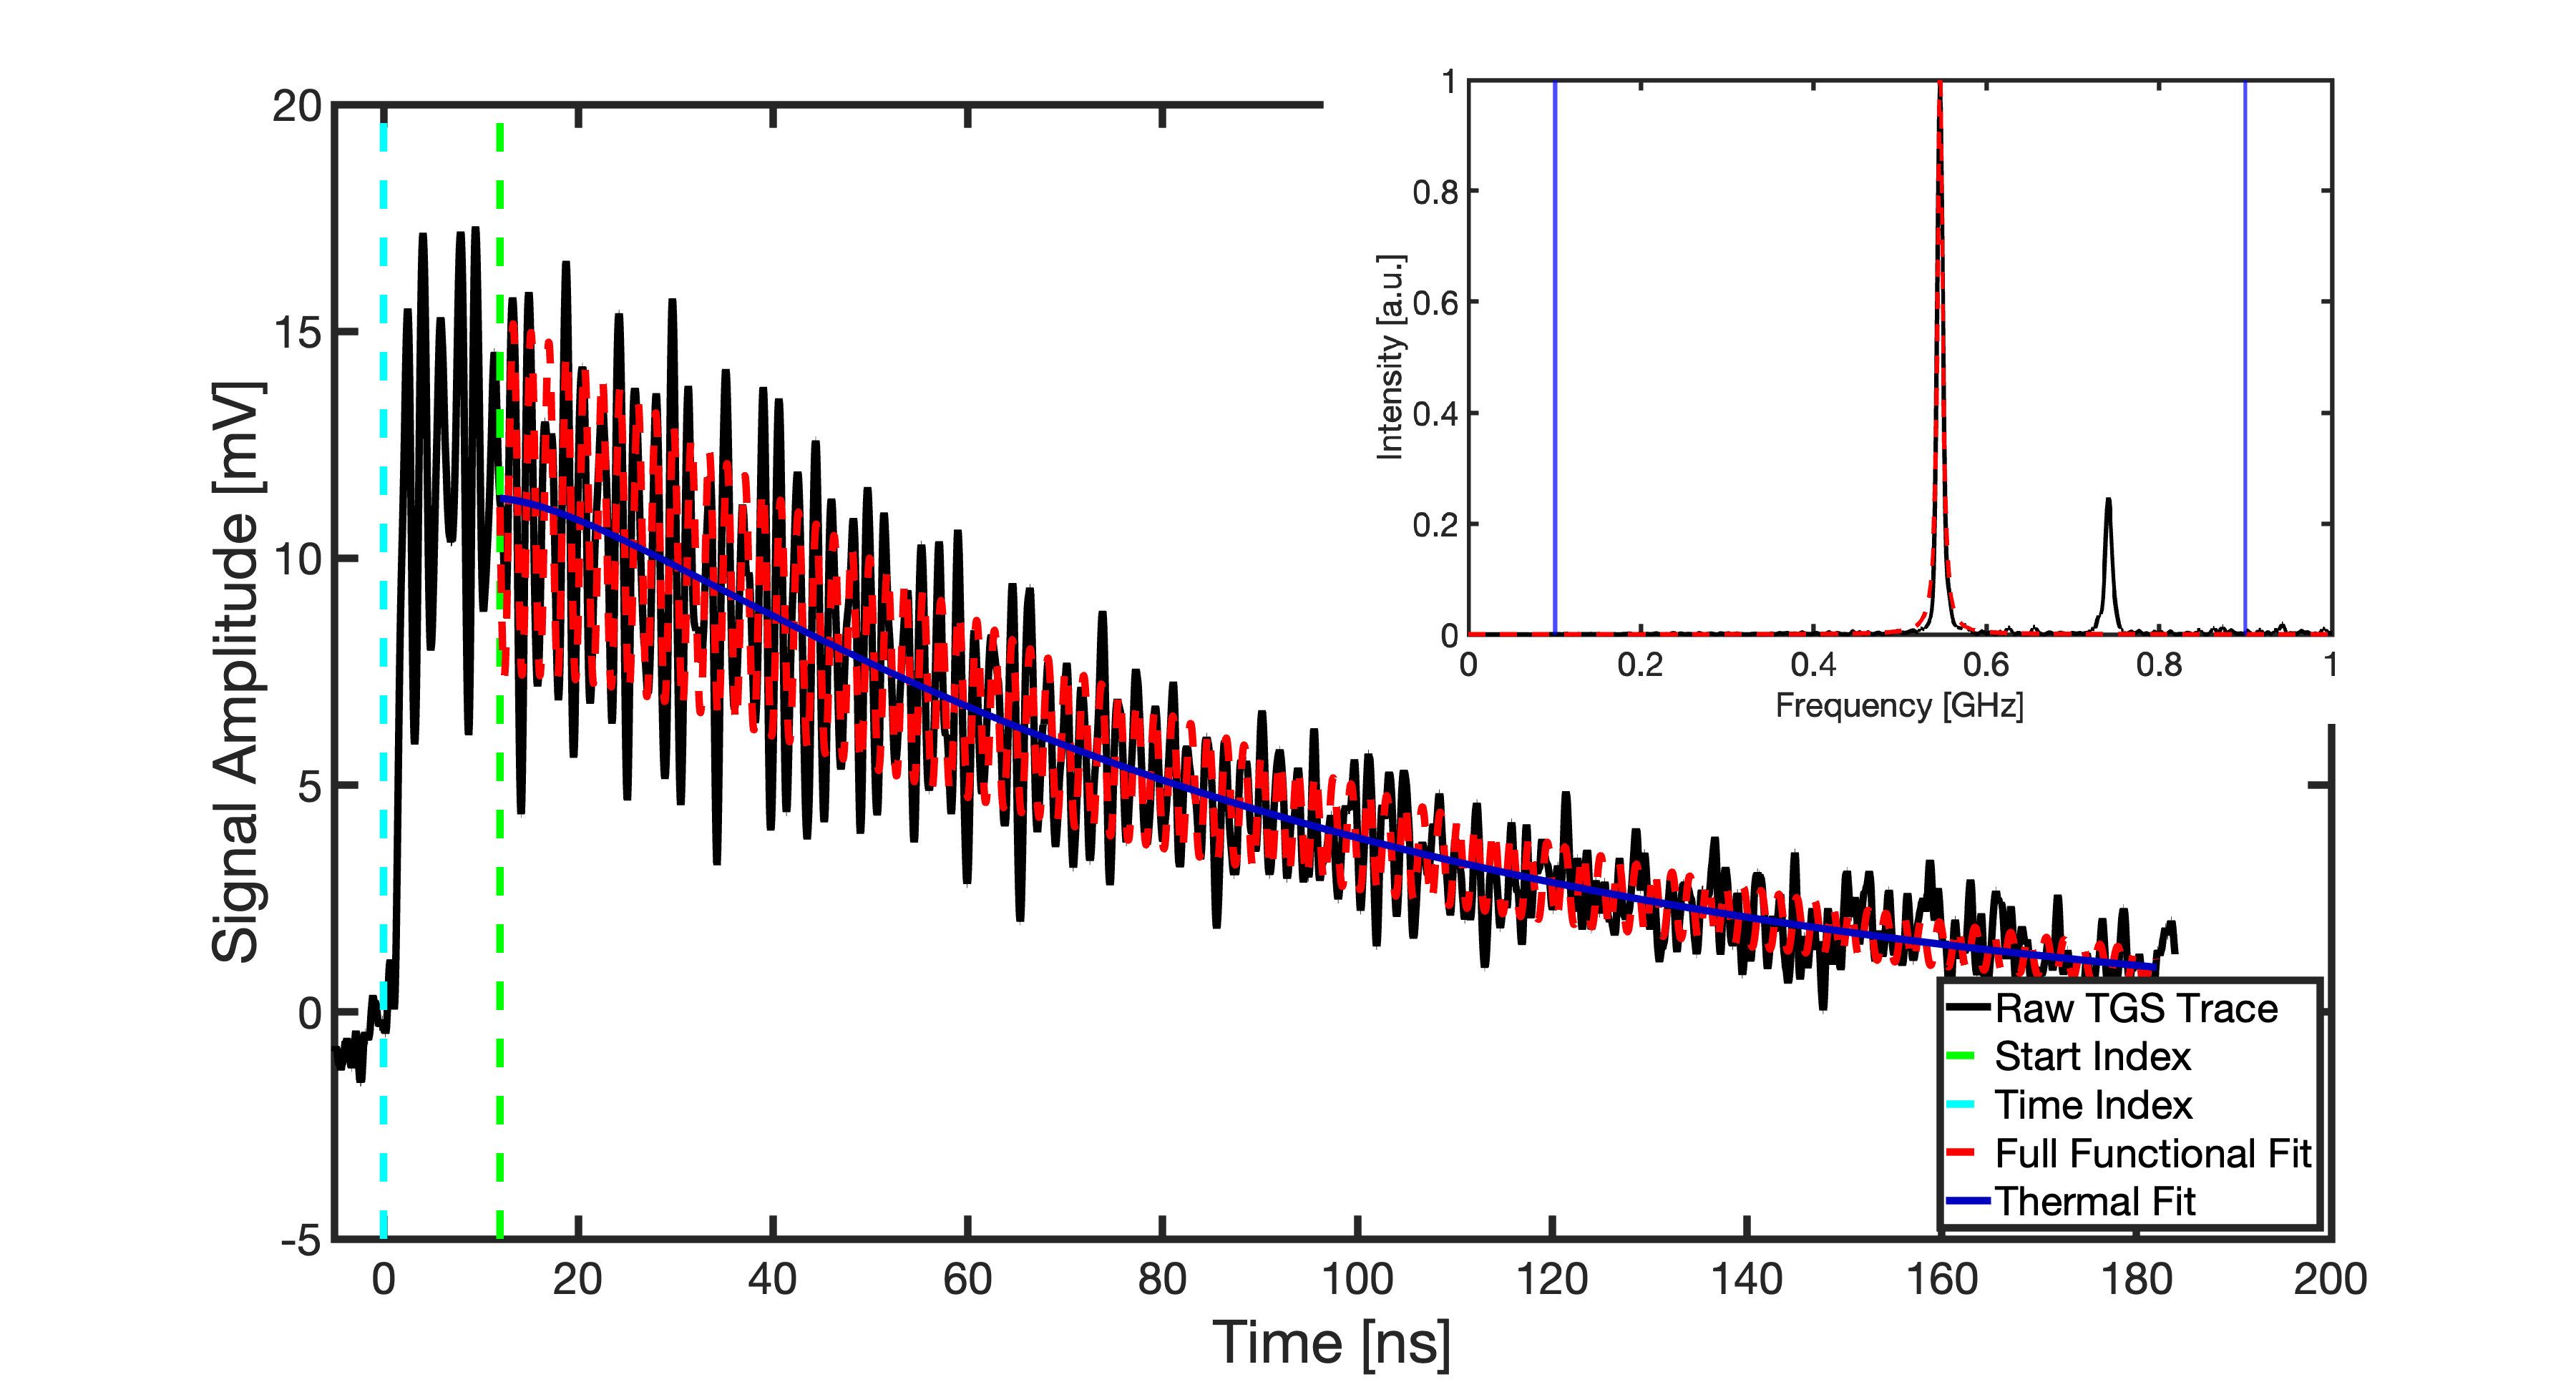 20
15
10
5
0
-5
Signal Amplitude [mV]
0 20 40 60 80 100 120 140 160 180 200
Time [ns]
1
0.8
0.6
0.4
0.2
0
Intensity [a.u.]
0 0.2 0.4 0.6 0.8 1
Frequency [GHz]
Raw TGS Trace
Start Index
Time Index
Full Functional Fit
Thermal Fit